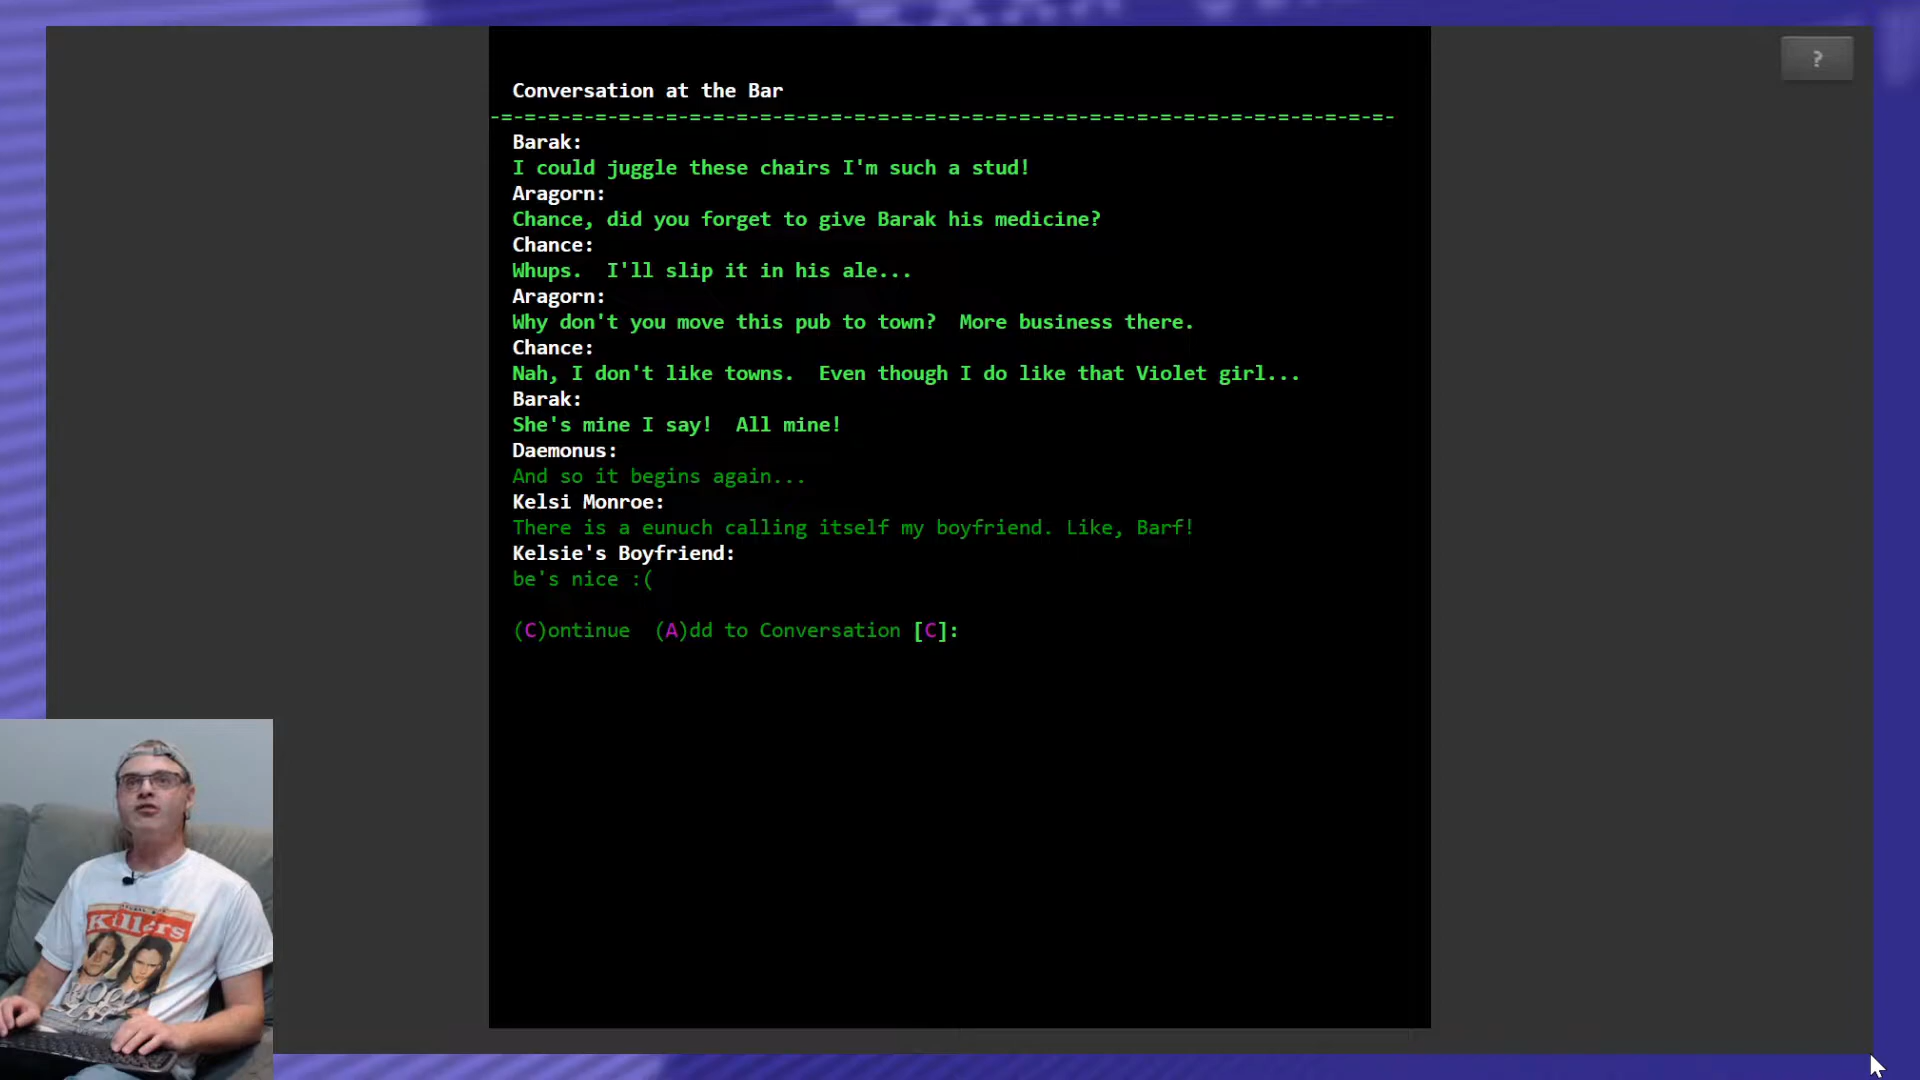 ?
Conversation at the Bar
-=-=-=-=-=-=-=-=-=-=-=-=-=-=-=-=-=-=-=-=-=-=-=-=-=-=-=-=-=-=-=-=-=-=-=-=-=-
Barak:
I could juggle these chairs I'm such a stud!
Aragorn:
Chance, did you forget to give Barak his medicine?
Chance:
Whups.  I'll slip it in his ale...
Aragorn:
Why don't you move this pub to town?  More business there.
Chance:
Nah, I don't like towns.  Even though I do like that Violet girl...
Barak:
She's mine I say!  All mine!
Daemonus:
And so it begins again...
Kelsi Monroe:
There is a eunuch calling itself my boyfriend. Like, Barf!
Kelsie's Boyfriend:
be's nice :(
(C)ontinue  (A)dd to Conversation [C]:
Killers